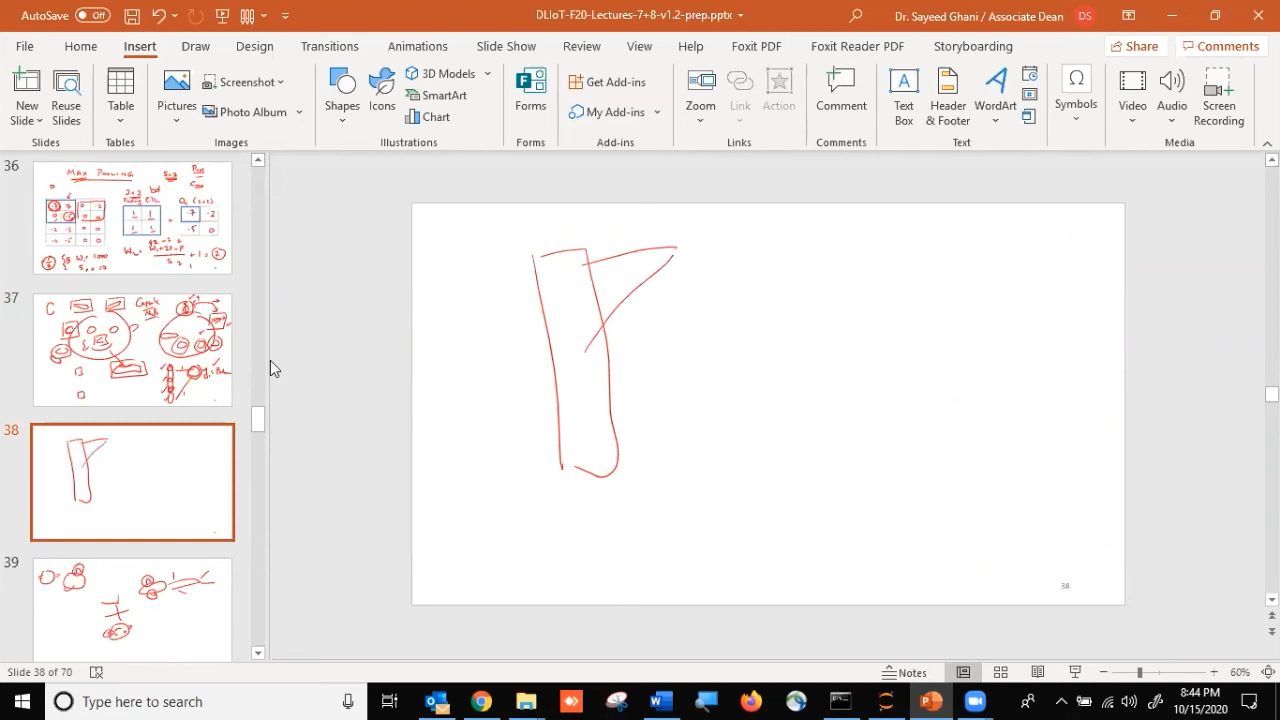 AutoSave Off
DLIoT-F20-Lectures-7+8-v1.2-prep.pptx
Dr. Sayeed Ghani / Associate Dean DS
File Home Insert Draw Design Transitions Animations Slide Show Review View Help Foxit PDF Foxit Reader PDF Storyboarding Share Comments
New Slide
Reuse Slides
Table
Pictures
Screenshot
Photo Album
Shapes
Icons
3D Models
SmartArt
Chart
Forms
Get Add-ins
My Add-ins
Zoom
Link
Action
Comment
Text Box
Header & Footer
WordArt
Symbols
Video
Audio
Screen Recording
Slides Tables Images Illustrations Forms Add-ins Links Comments Text Media
36
MAX POOLING
37
38
39
38
Slide 38 of 70
Notes
60%
Type here to search
8:44 PM
10/15/2020